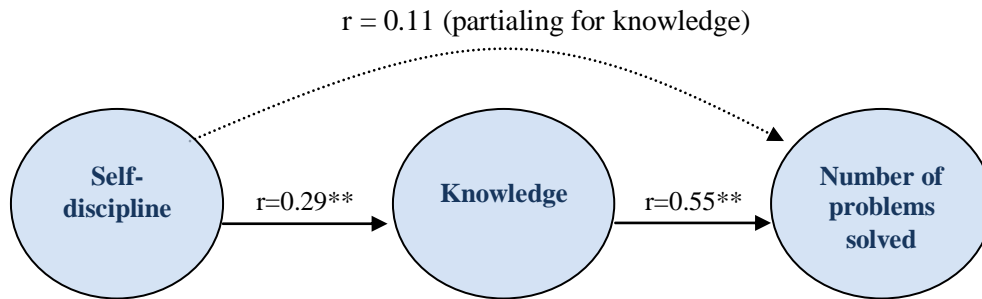 r = 0.11 (partialing for knowledge)
Self-
discipline
r=0.29**
Knowledge
r=0.55**
Number of
problems
solved